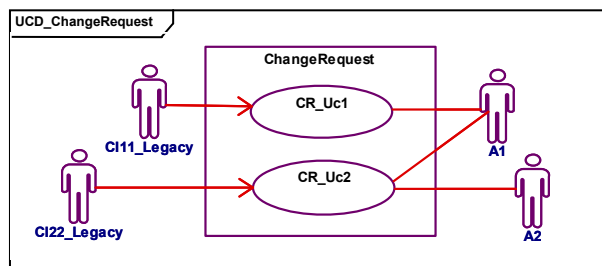 UCD_ChangeRequest
ChangeRequest
CR_Uc1
CI11_Legacy
A1
CR_Uc2
CI22_Legacy
A2